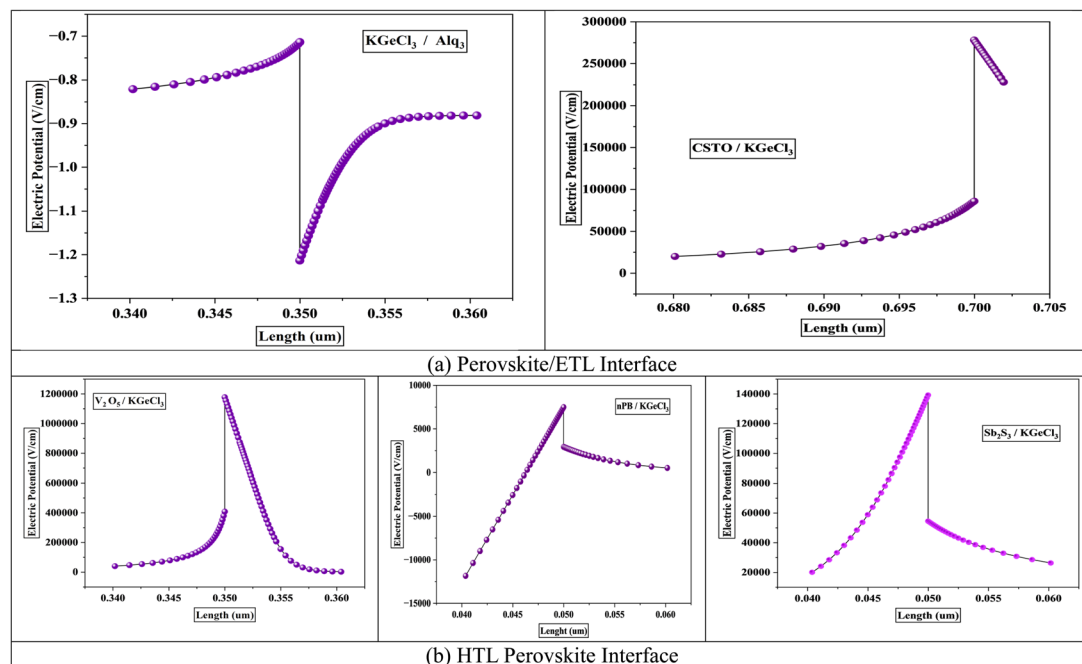 KGeCl₃ / Alq₃
Electric Potential (V/cm)
−0.7
−0.8
−0.9
−1.0
−1.1
−1.2
−1.3
0.340 0.345 0.350 0.355 0.360
Length (um)
CSTO / KGeCl₃
Electric Potential (V/cm)
300000
250000
200000
150000
100000
50000
0
0.680 0.685 0.690 0.695 0.700 0.705
Length (um)
(a) Perovskite/ETL Interface
V₂ O₅ / KGeCl₃
Electric Potential (V/cm)
1200000
1000000
800000
600000
400000
200000
0
0.340 0.345 0.350 0.355 0.360
Length (um)
nPB / KGeCl₃
Electric Potential (V/cm)
10000
5000
0
−5000
−10000
−15000
0.040 0.045 0.050 0.055 0.060
Lenght (um)
Sb₂S₃ / KGeCl₃
Electric Potential (V/cm)
140000
120000
100000
80000
60000
40000
20000
0.040 0.045 0.050 0.055 0.060
Length (um)
(b) HTL Perovskite Interface